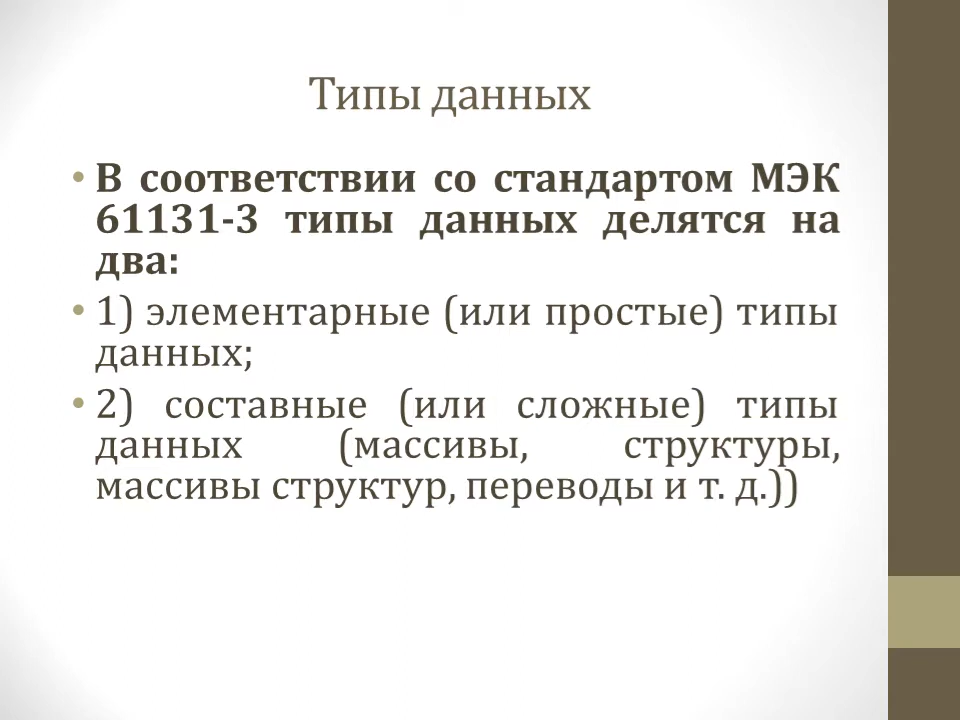 Типы данных
• В соответствии со стандартом МЭК
61131-3 типы данных делятся на
два:
• 1) элементарные (или простые) типы
данных;
• 2) составные (или сложные) типы
данных (массивы, структуры,
массивы структур, переводы и т. д.))